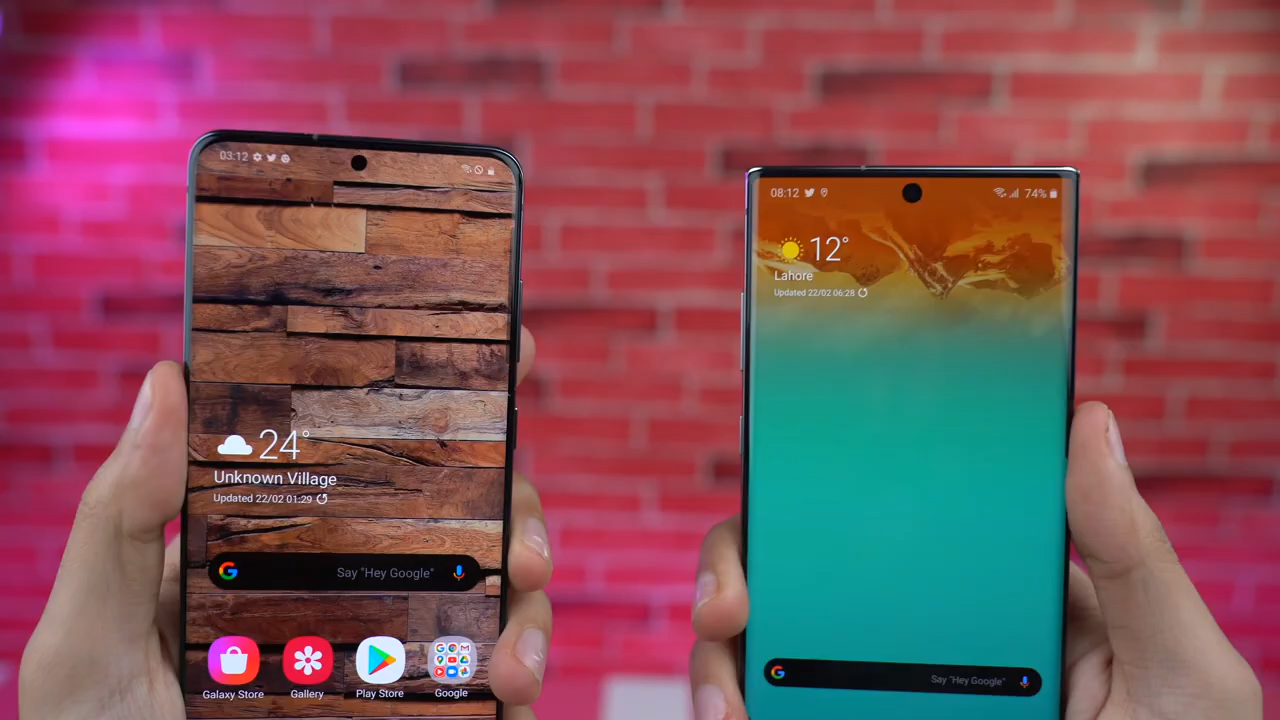 03:12
24°
Unknown Village
Updated 22/02 01:29
G Say "Hey Google"
Galaxy Store Gallery Play Store Google
08:12 74%
12°
Lahore
Updated 22/02 06:28
G Say "Hey Google"